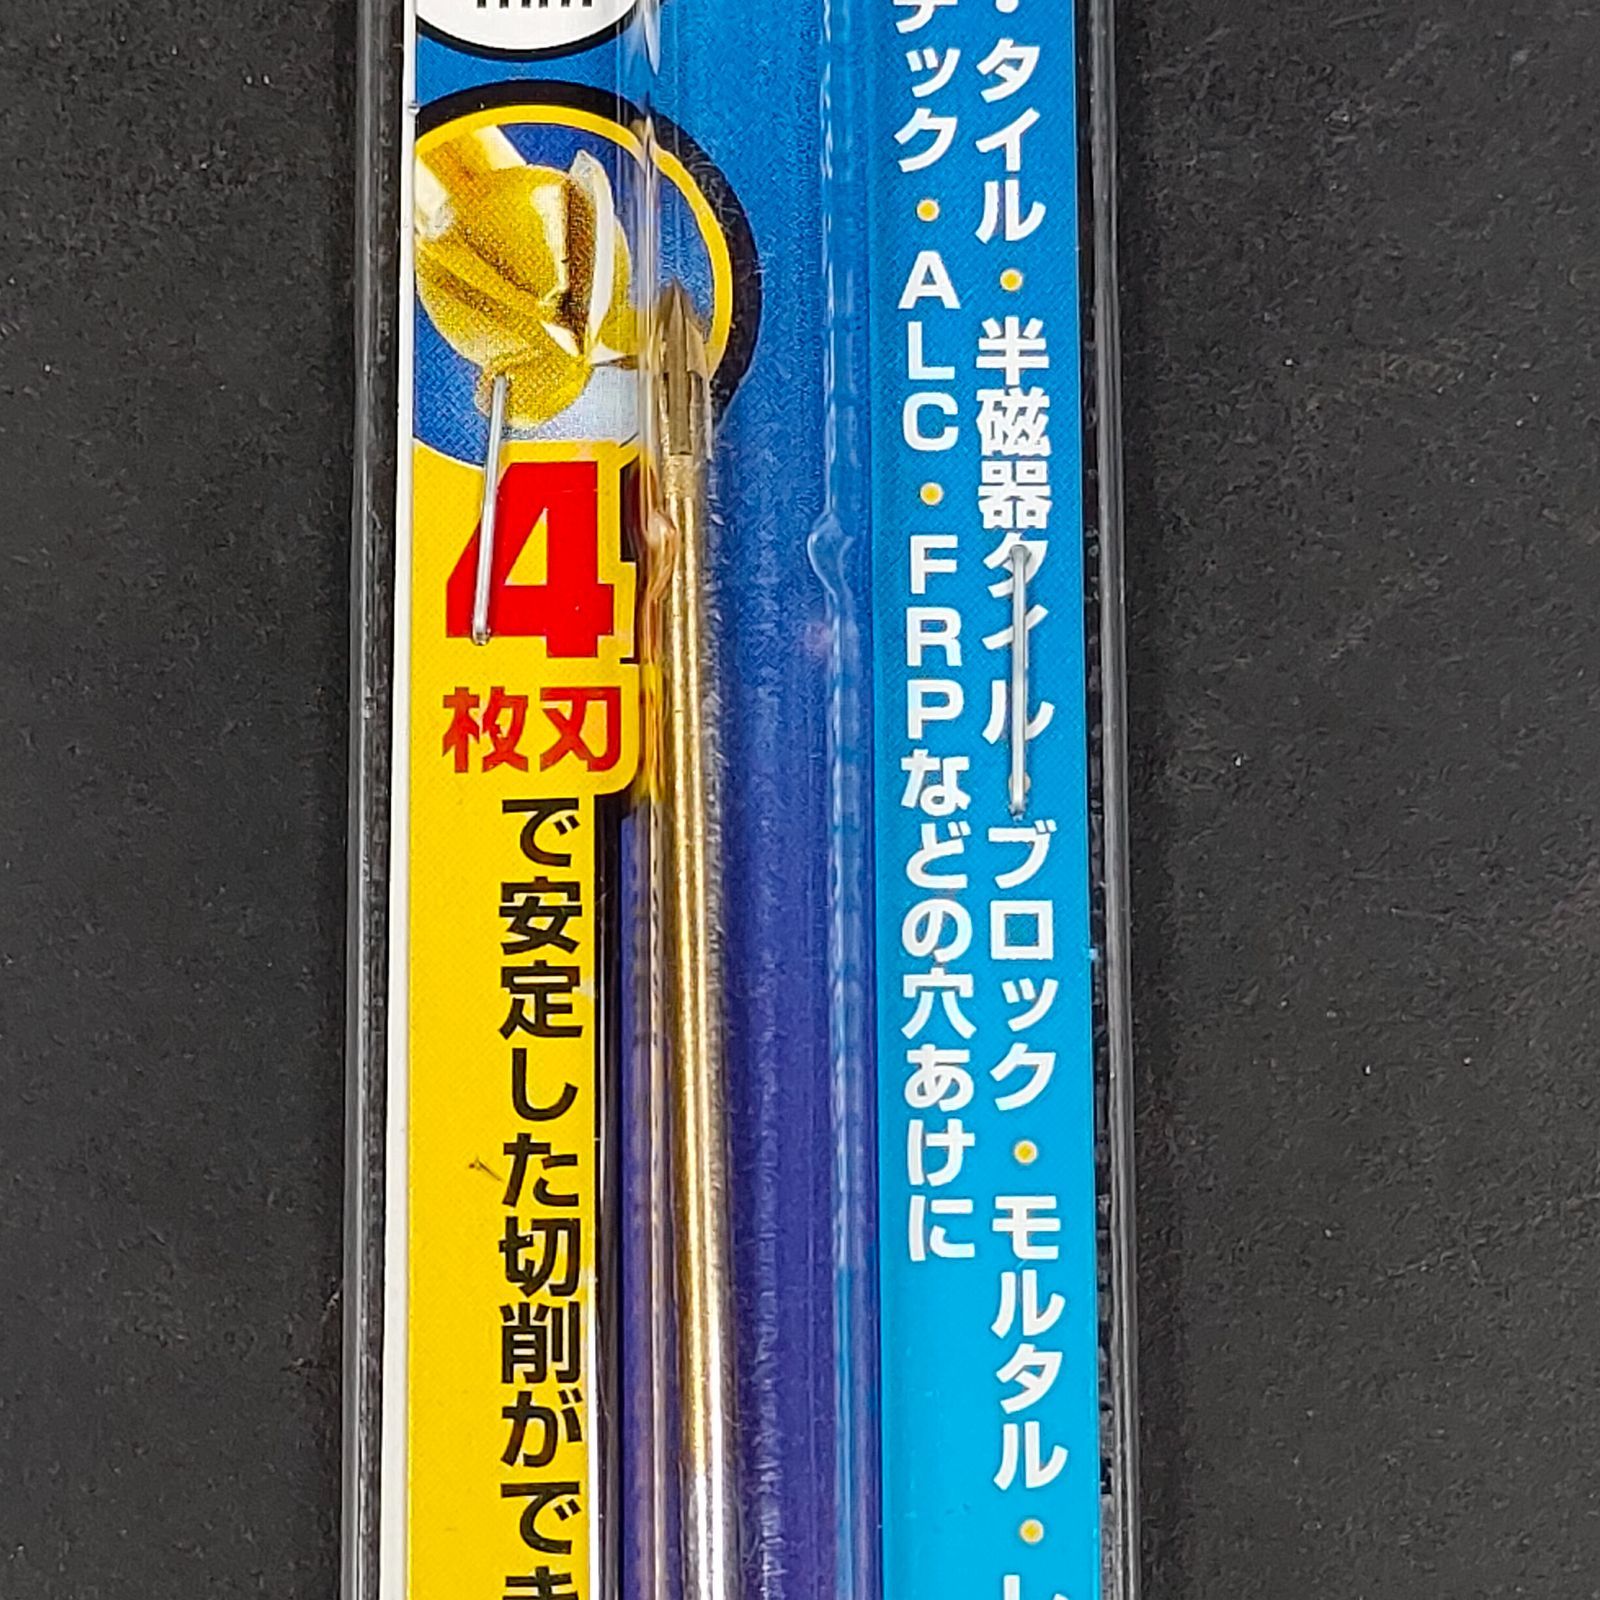 ・タイル・半磁器タイル・ブロック・モルタル・
チック・ALC・FRPなどの穴あけに
4
枚刃
で安定した切削ができ